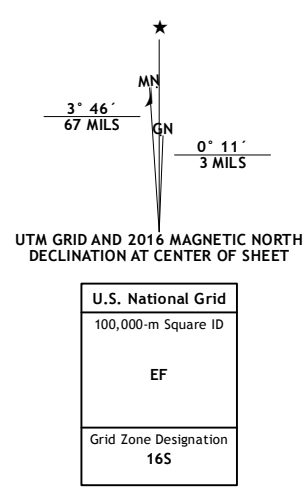 ★
MN
3° 46´
67 MILS
GN
0° 11´
3 MILS
UTM GRID AND 2016 MAGNETIC NORTH
DECLINATION AT CENTER OF SHEET
U.S. National Grid
100,000-m Square ID
EF
Grid Zone Designation
16S